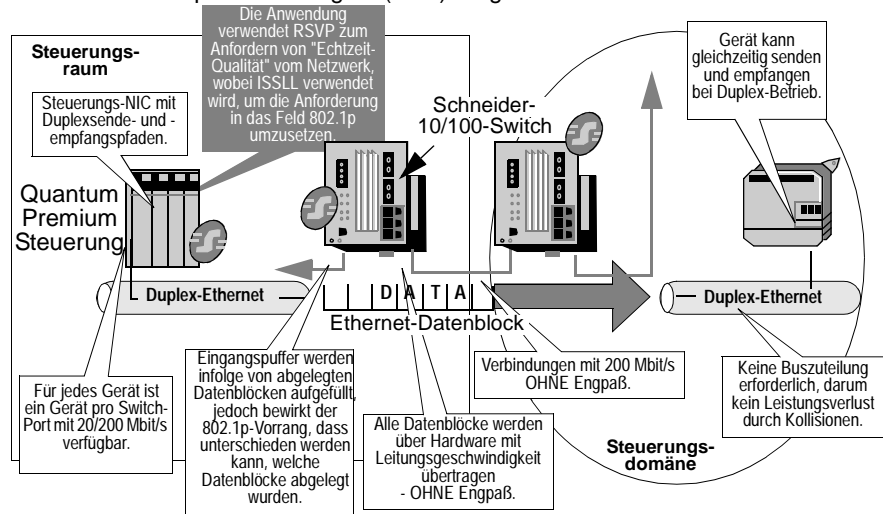 Die Anwendung
verwendet RSVP zum
Anfordern von "Echtzeit-
Qualität" vom Netzwerk,
wobei ISSLL verwendet
wird, um die Anforderung
in das Feld 802.1p
umzusetzen.
Steuerungs-
raum
Steuerungs-NIC mit
Duplexsende- und -
empfangspfaden.
Schneider-
10/100-Switch
Gerät kann
gleichzeitig senden
und empfangen
bei Duplex-Betrieb.
Quantum
Premium
Steuerung
Duplex-Ethernet
D A T A
Ethernet-Datenblock
Duplex-Ethernet
Für jedes Gerät ist
ein Gerät pro Switch-
Port mit 20/200 Mbit/s
verfügbar.
Eingangspuffer werden
infolge von abgelegten
Datenblöcken aufgefüllt,
jedoch bewirkt der
802.1p-Vorrang, dass
unterschieden werden
kann, welche
Datenblöcke abgelegt
wurden.
Alle Datenblöcke werden
über Hardware mit
Leitungsgeschwindigkeit
übertragen
- OHNE Engpaß.
Verbindungen mit 200 Mbit/s
OHNE Engpaß.
Steuerungs-
domäne
Keine Buszuteilung
erforderlich, darum
kein Leistungsverlust
durch Kollisionen.